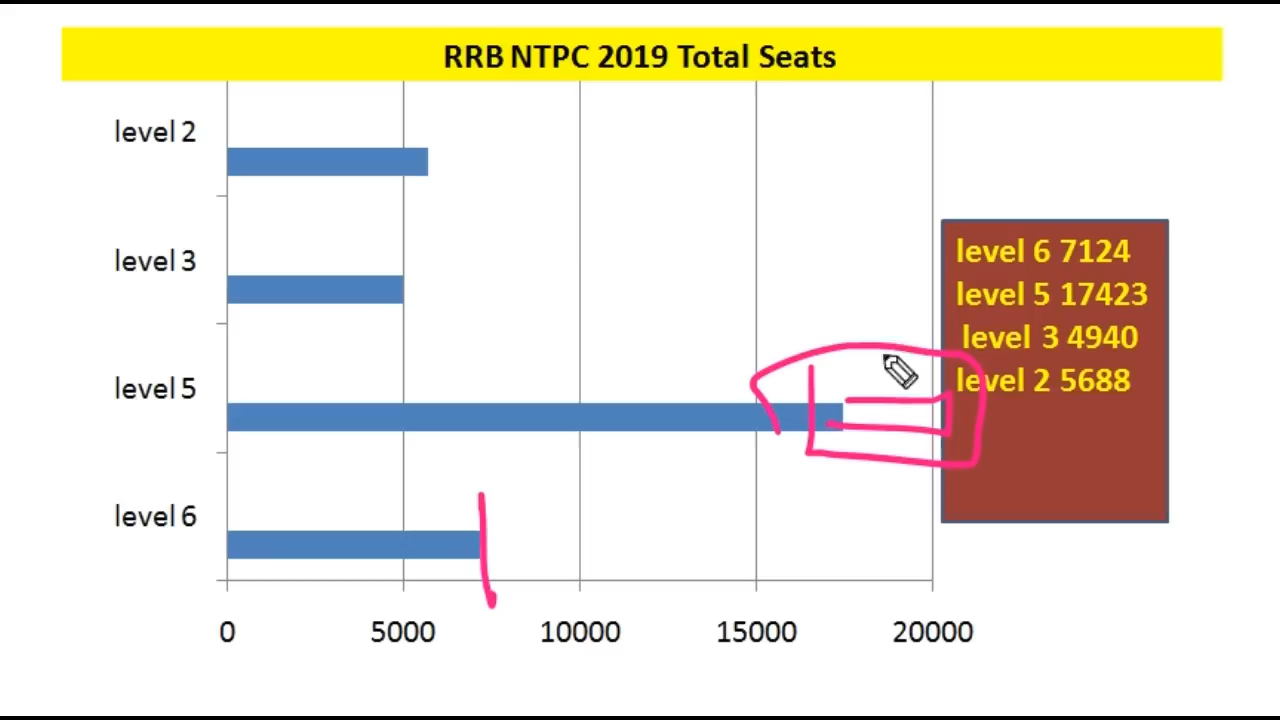 RRB NTPC 2019 Total Seats
level 2
level 3
level 5
level 6
0 5000 10000 15000 20000
level 6 7124
level 5 17423
level 3 4940
level 2 5688